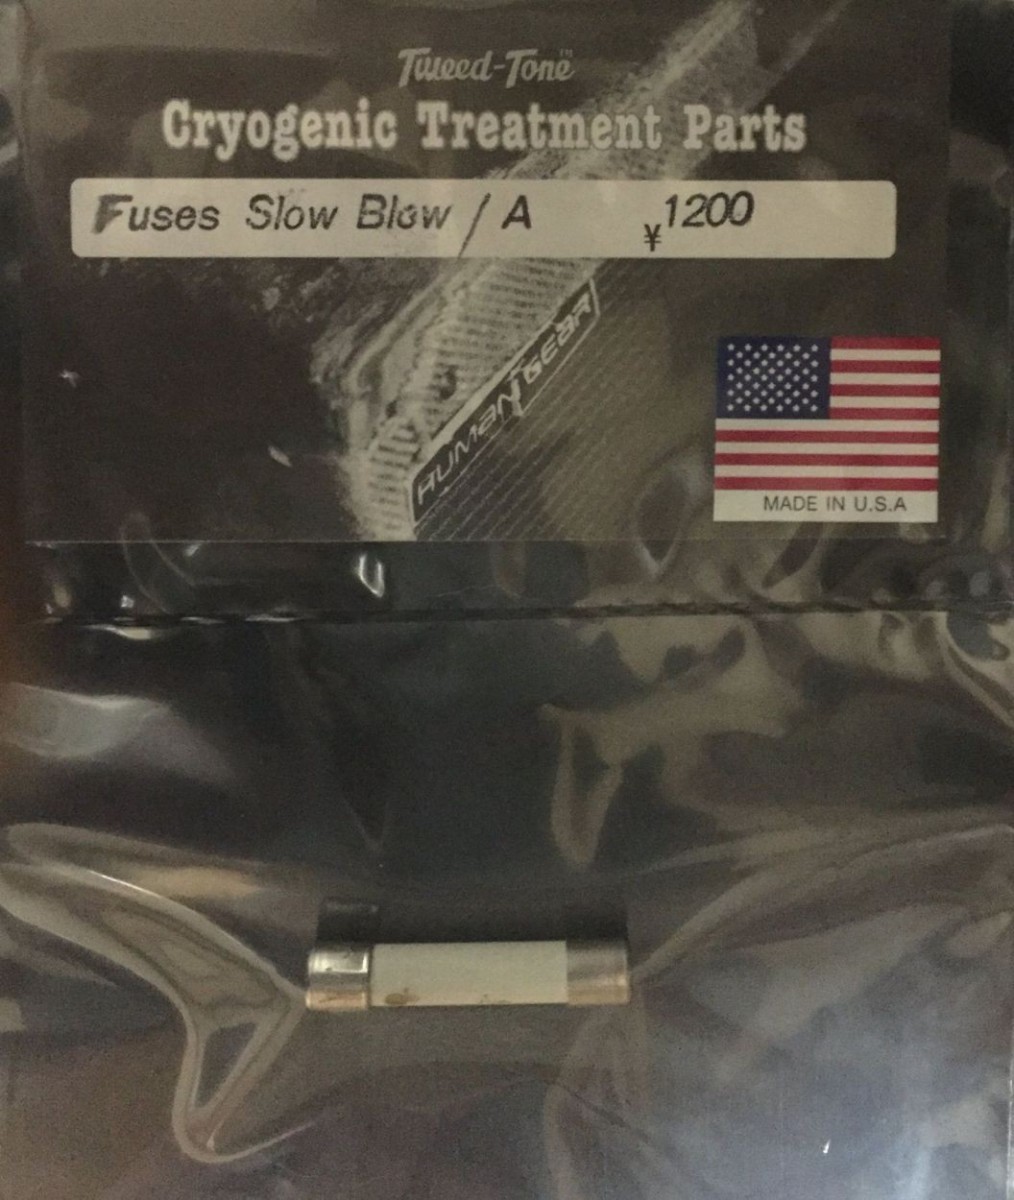 Tweed-Tone™
Cryogenic Treatment Parts
Fuses Slow Blow / A ¥1200
HUMAN GEAR
MADE IN U.S.A